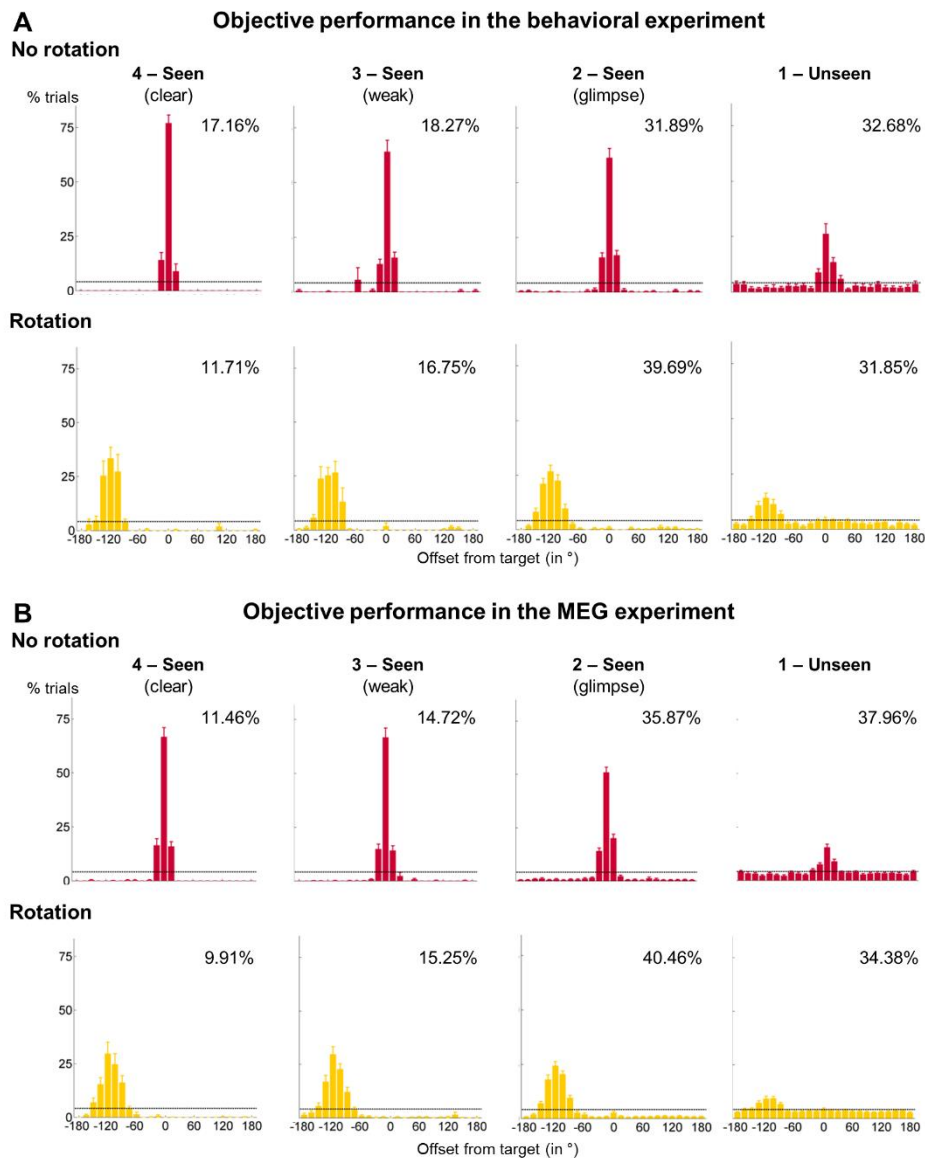 A Objective performance in the behavioral experiment
No rotation
4 – Seen 3 – Seen 2 – Seen 1 – Unseen
(clear) (weak) (glimpse)
% trials
17.16% 18.27% 31.89% 32.68%
75
50
25
0
Rotation
11.71% 16.75% 39.69% 31.85%
75
50
25
0
-180 -120 -60 0 60 120 180 -180 -120 -60 0 60 120 180 -180 -120 -60 0 60 120 180 -180 -120 -60 0 60 120 180
Offset from target (in °)
B Objective performance in the MEG experiment
No rotation
4 – Seen 3 – Seen 2 – Seen 1 – Unseen
(clear) (weak) (glimpse)
% trials
11.46% 14.72% 35.87% 37.96%
75
50
25
0
Rotation
9.91% 15.25% 40.46% 34.38%
75
50
25
0
-180 -120 -60 0 60 120 180 -180 -120 -60 0 60 120 180 -180 -120 -60 0 60 120 180 -180 -120 -60 0 60 120 180
Offset from target (in °)